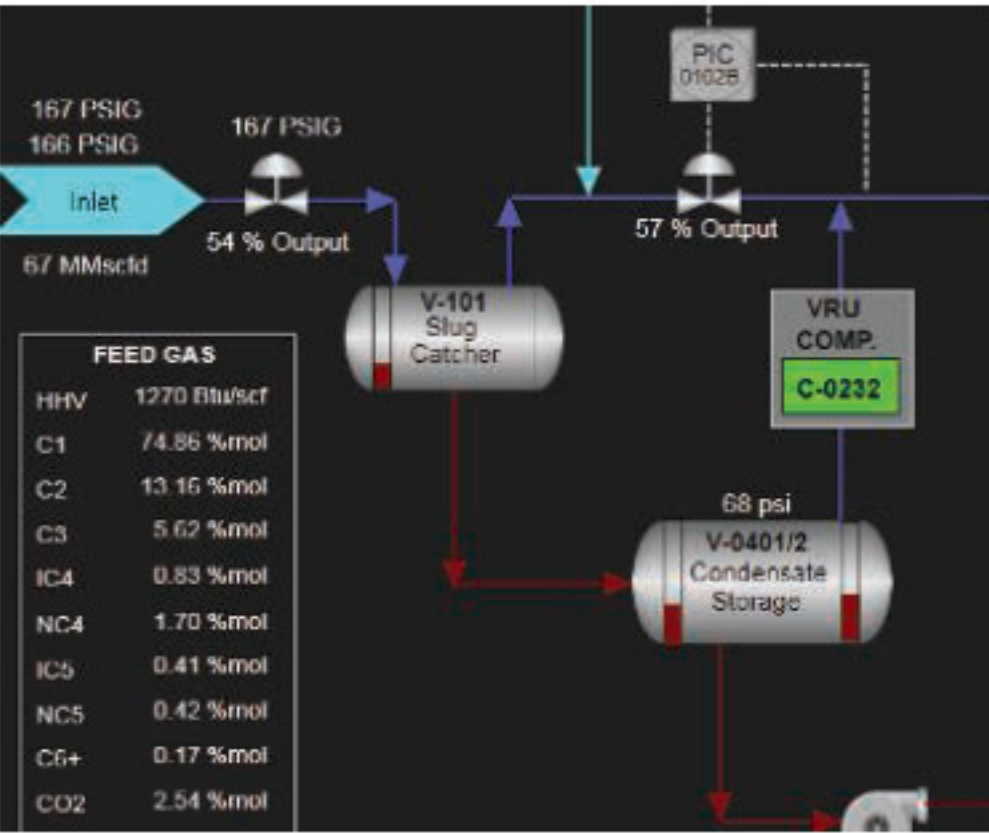 PIC
0102B
167 PSIG
166 PSIG
167 PSIG
Inlet
54 % Output
57 % Output
67 MMscfd
V-101
Slug
Catcher
VRU
COMP.
C-0232
FEED GAS
HHV 1270 Btu/scf
C1 74.86 %mol
C2 13.16 %mol
C3 5.62 %mol
IC4 0.83 %mol
NC4 1.70 %mol
IC5 0.41 %mol
NC5 0.42 %mol
C6+ 0.17 %mol
CO2 2.54 %mol
68 psi
V-0401/2
Condensate
Storage